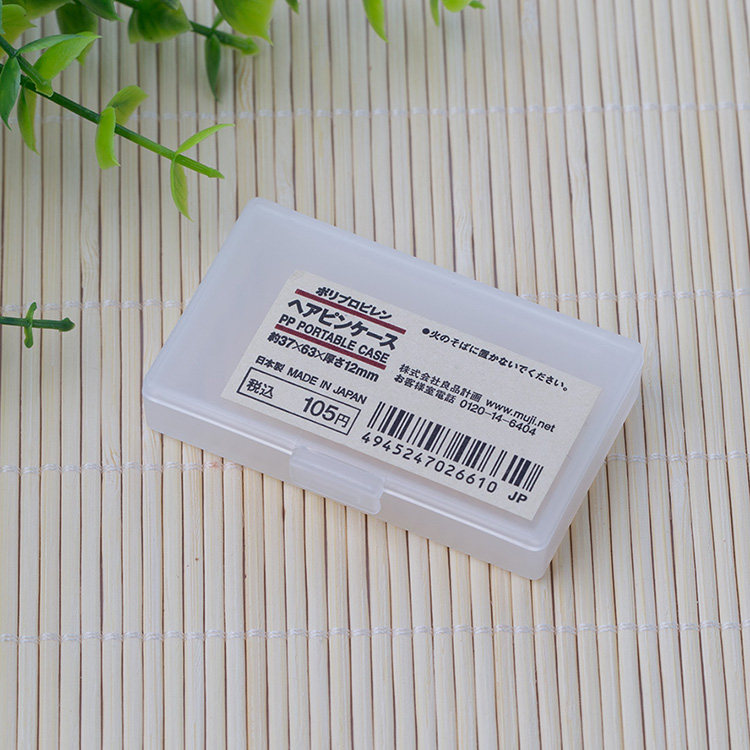 ポリプロピレン
ヘアピンケース
PP PORTABLE CASE
約37×63×厚さ12mm
日本製 MADE IN JAPAN
税込 105円
●火のそばに置かないでください。
株式会社良品計画 www.muji.net
お客様室電話 0120-14-6404
4945247026610 JP